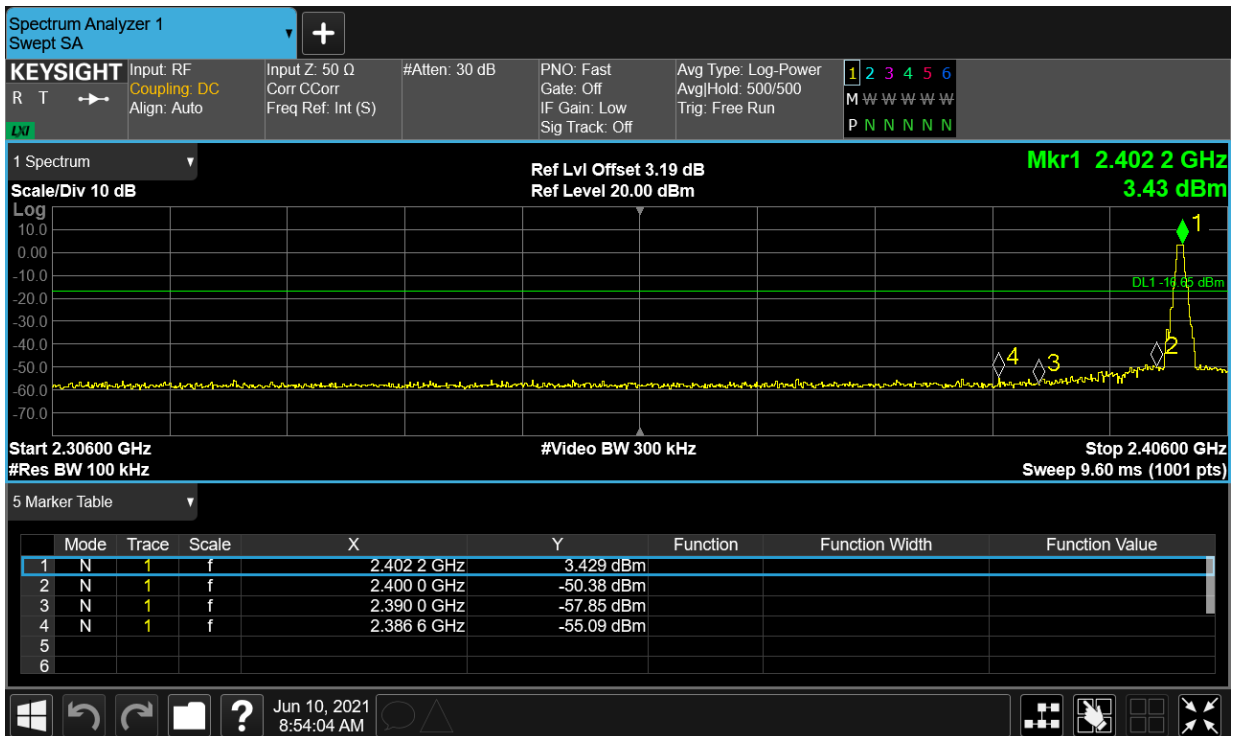 Spectrum Analyzer 1
Swept SA
+
KEYSIGHT
R T
LXI
Input: RF
Coupling: DC
Align: Auto
Input Z: 50 Ω
Corr CCorr
Freq Ref: Int (S)
#Atten: 30 dB
PNO: Fast
Gate: Off
IF Gain: Low
Sig Track: Off
Avg Type: Log-Power
Avg|Hold: 500/500
Trig: Free Run
1 2 3 4 5 6
M W W W W W
P N N N N N
1 Spectrum
Scale/Div 10 dB
Ref Lvl Offset 3.19 dB
Ref Level 20.00 dBm
Mkr1 2.402 2 GHz
3.43 dBm
Log
10.0
0.00
-10.0
-20.0
-30.0
-40.0
-50.0
-60.0
-70.0
1
DL1 -16.65 dBm
2
4
3
Start 2.30600 GHz
#Video BW 300 kHz
Stop 2.40600 GHz
#Res BW 100 kHz
Sweep 9.60 ms (1001 pts)
5 Marker Table
Mode Trace Scale X Y Function Function Width Function Value
1 N 1 f 2.402 2 GHz 3.429 dBm
2 N 1 f 2.400 0 GHz -50.38 dBm
3 N 1 f 2.390 0 GHz -57.85 dBm
4 N 1 f 2.386 6 GHz -55.09 dBm
5
6
?
Jun 10, 2021
8:54:04 AM